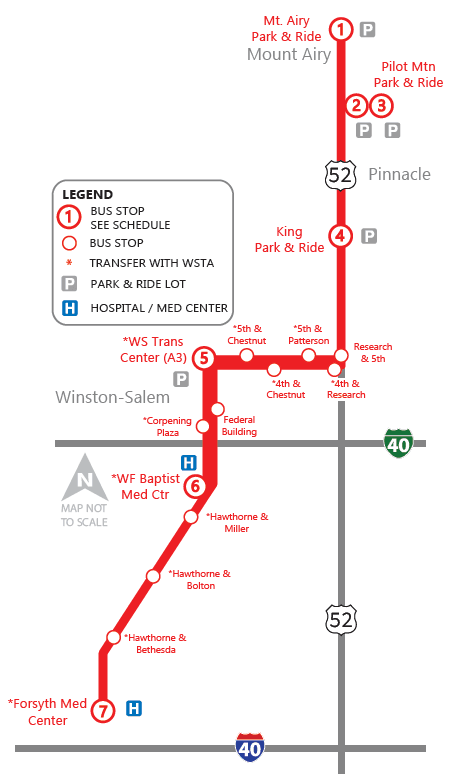 Mt. Airy
Park & Ride
1
P
Mount Airy
Pilot Mtn
Park & Ride
2
3
P
P
52
Pinnacle
LEGEND
1
BUS STOP
SEE SCHEDULE
BUS STOP
* TRANSFER WITH WSTA
P PARK & RIDE LOT
H HOSPITAL / MED CENTER
King
Park & Ride
4
P
*WS Trans
Center (A3)
5
P
*5th &
Chestnut
*5th &
Patterson
Research
& 5th
*4th &
Chestnut
*4th &
Research
Winston-Salem
*Corpening
Plaza
Federal
Building
40
N
MAP NOT
TO SCALE
H
*WF Baptist
Med Ctr
6
*Hawthorne &
Miller
*Hawthorne &
Bolton
52
*Hawthorne &
Bethesda
*Forsyth Med
Center
7
H
40